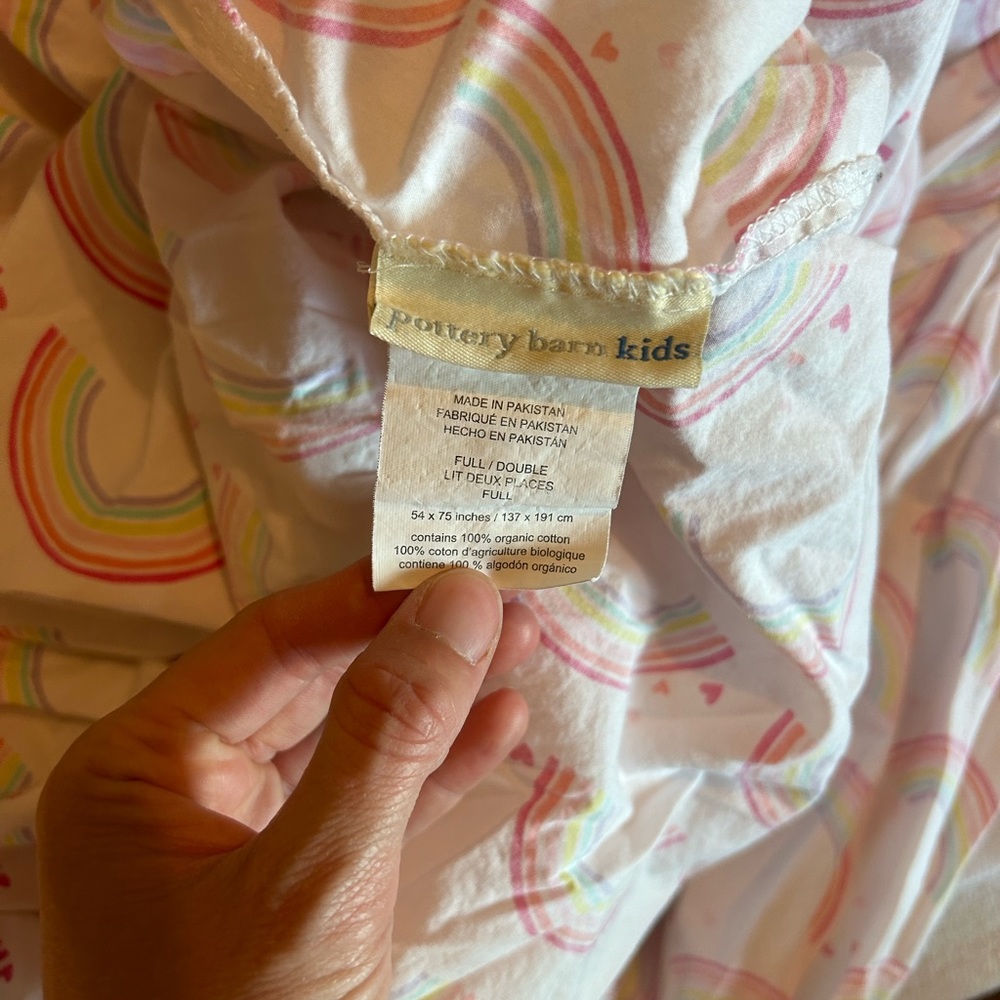 pottery barn kids
MADE IN PAKISTAN
FABRIQUÉ EN PAKISTAN
HECHO EN PAKISTÁN
FULL / DOUBLE
LIT DEUX PLACES
FULL
54 x 75 inches / 137 x 191 cm
contains 100% organic cotton
100% coton d'agriculture biologique
contiene 100 % algodón orgánico